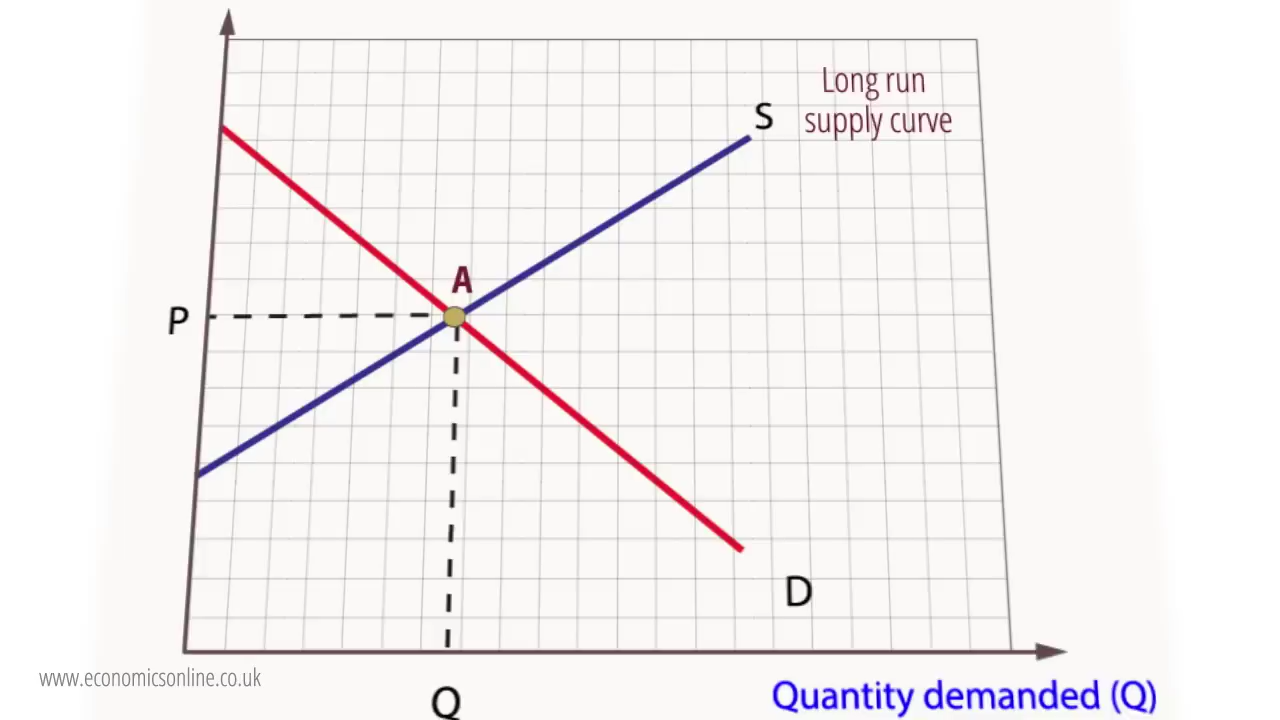 Long run
supply curve
S
A
P
D
www.economicsonline.co.uk
Q
Quantity demanded (Q)